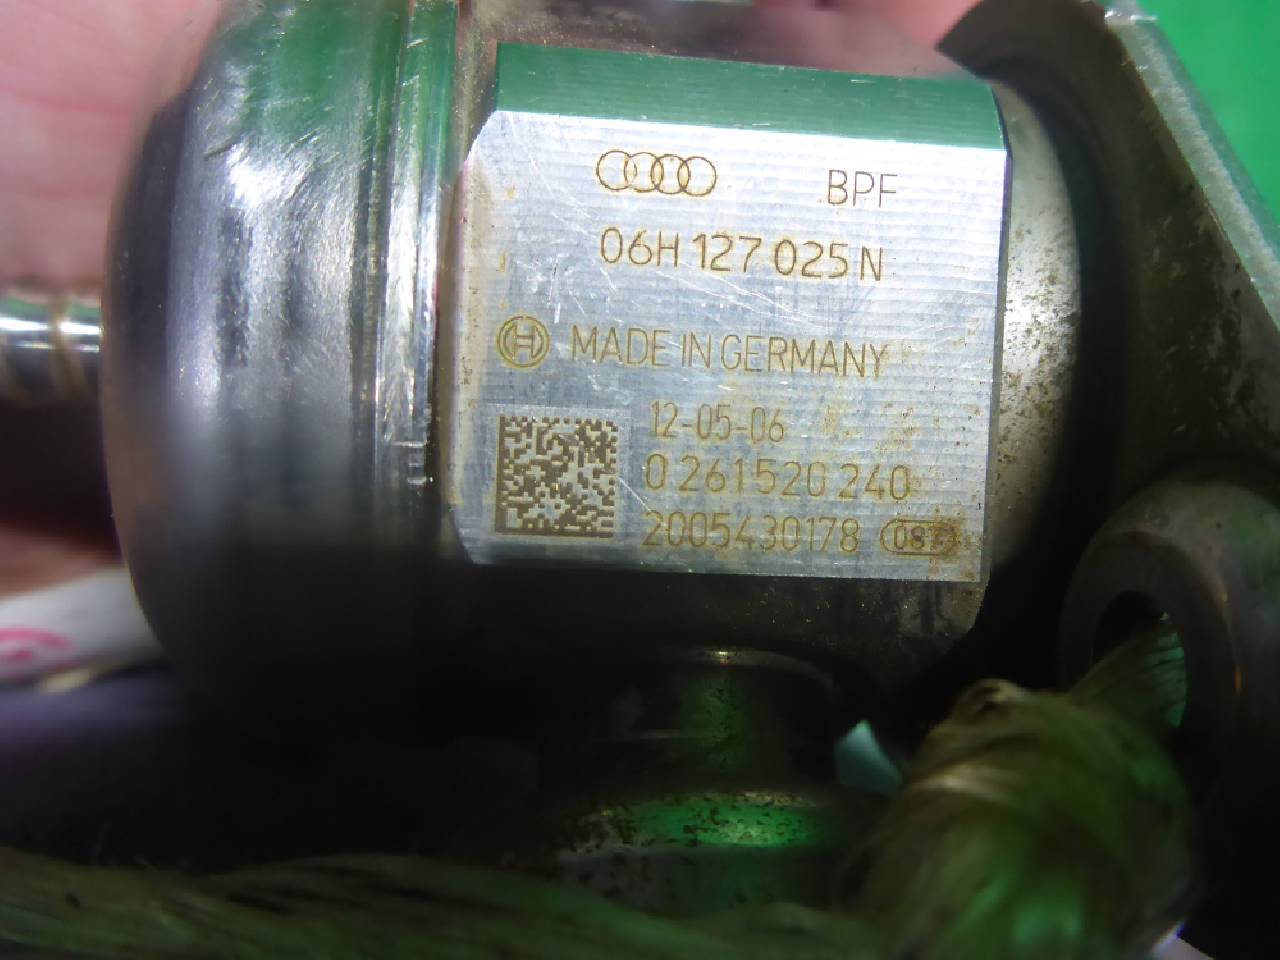 BPF
06H 127 025 N
MADE IN GERMANY
12-05-06
0 261 520 240
2005430178